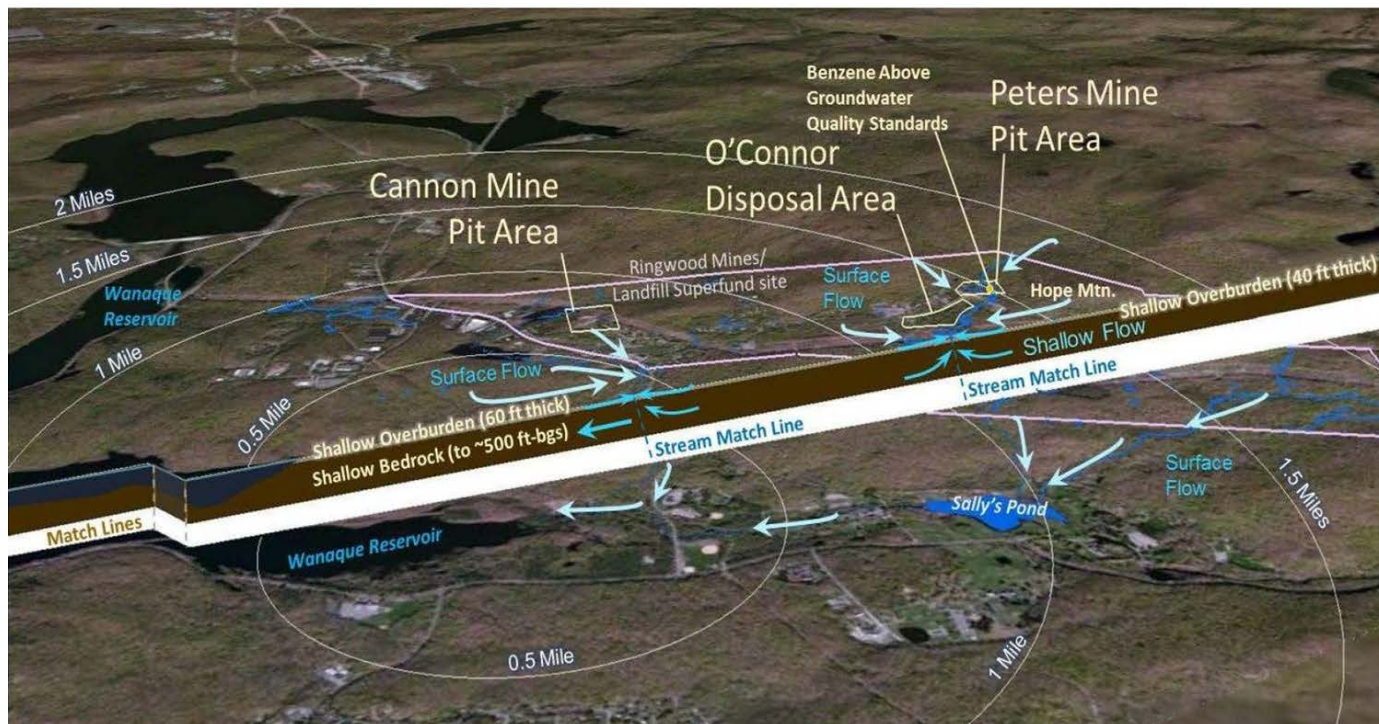 Benzene Above
Groundwater
Quality Standards
Peters Mine
Pit Area
O'Connor
Disposal Area
Cannon Mine
Pit Area
2 Miles
1.5 Miles
Ringwood Mines/
Landfill Superfund site
Surface
Flow
Hope Mtn.
Shallow Overburden (40 ft thick)
Wanaque
Reservoir
1 Mile
Shallow Flow
Surface Flow
Stream Match Line
0.5 Mile
Shallow Overburden (60 ft thick)
Shallow Bedrock (to ~500 ft-bgs)
Stream Match Line
Surface
Flow
1.5 Miles
Sally's Pond
Match Lines
Wanaque Reservoir
0.5 Mile
1 Mile